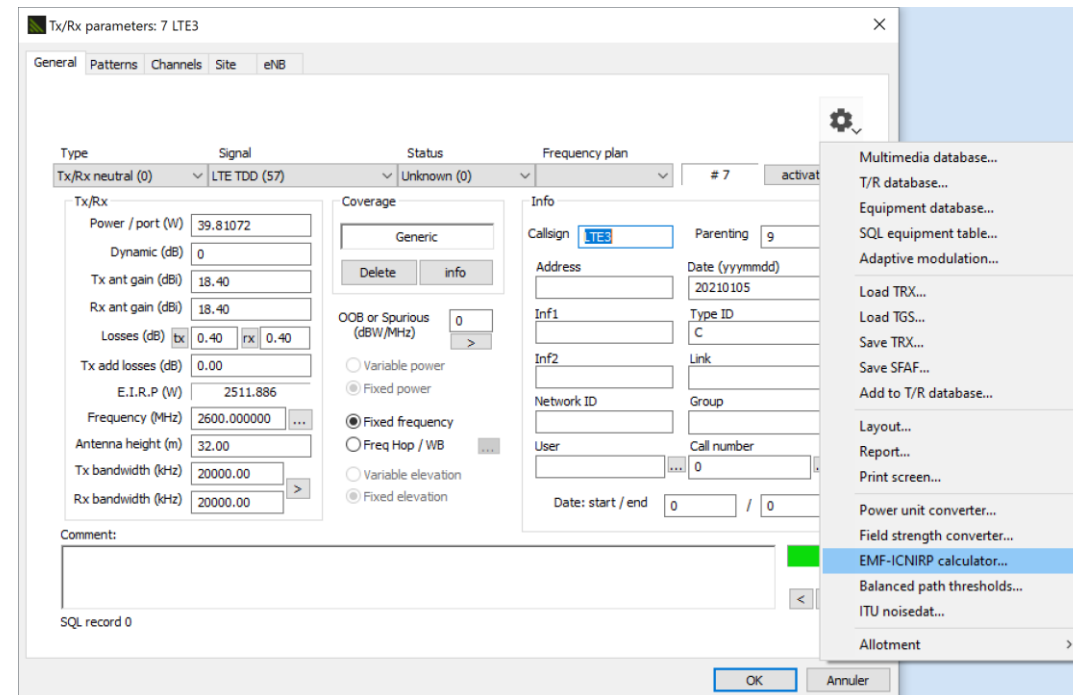 Tx/Rx parameters: 7 LTE3
General Patterns Channels Site eNB
Type Signal Status Frequency plan
Tx/Rx neutral (0) LTE TDD (57) Unknown (0) # 7 activat
Tx/Rx
Power / port (W) 39.81072
Dynamic (dB) 0
Tx ant gain (dBi) 18.40
Rx ant gain (dBi) 18.40
Losses (dB) tx 0.40 rx 0.40
Tx add losses (dB) 0.00
E.I.R.P (W) 2511.886
Frequency (MHz) 2600.000000 ...
Antenna height (m) 32.00
Tx bandwidth (kHz) 20000.00
>
Rx bandwidth (kHz) 20000.00
Coverage
Generic
Delete info
OOB or Spurious 0
(dBW/MHz) >
Variable power
Fixed power
Fixed frequency
Freq Hop / WB ...
Variable elevation
Fixed elevation
Info
Callsign LTE3 Parenting 9
Address Date (yyymmdd)
20210105
Inf1 Type ID
C
Inf2 Link
Network ID Group
User Call number
... 0
Date: start / end 0 / 0
Comment:
<
SQL record 0
OK Annuler
Multimedia database...
T/R database...
Equipment database...
SQL equipment table...
Adaptive modulation...
Load TRX...
Load TGS...
Save TRX...
Save SFAF...
Add to T/R database...
Layout...
Report...
Print screen...
Power unit converter...
Field strength converter...
EMF-ICNIRP calculator...
Balanced path thresholds...
ITU noisedat...
Allotment >